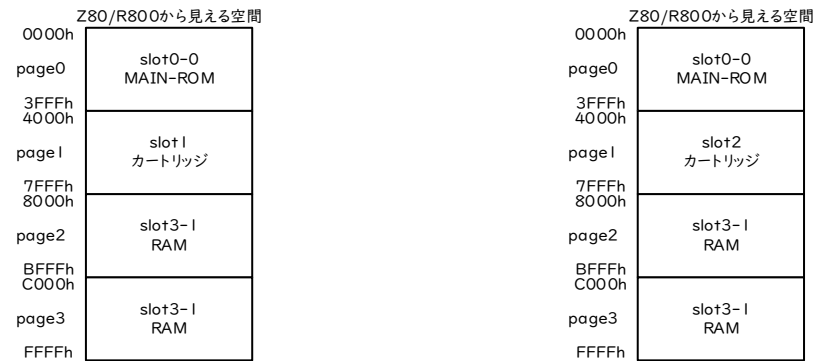 Z80/R800から見える空間
0000h
page0
slot0-0
MAIN-ROM
3FFFh
4000h
page1
slot1
カートリッジ
7FFFh
8000h
page2
slot3-1
RAM
BFFFh
C000h
page3
slot3-1
RAM
FFFFh
Z80/R800から見える空間
0000h
page0
slot0-0
MAIN-ROM
3FFFh
4000h
page1
slot2
カートリッジ
7FFFh
8000h
page2
slot3-1
RAM
BFFFh
C000h
page3
slot3-1
RAM
FFFFh